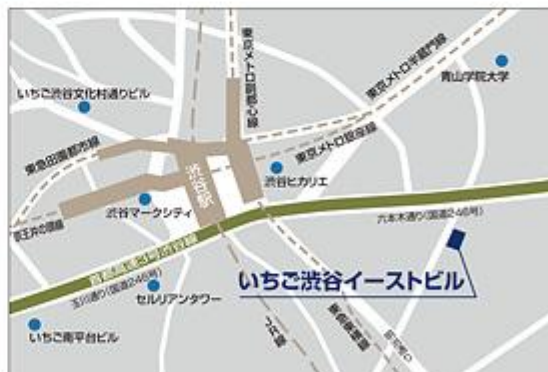 東京メトロ副都心線
東京メトロ半蔵門線
青山学院大学
いちご渋谷文化村通りビル
東急田園都市線
東京メトロ銀座線
渋谷ヒカリエ
渋谷駅
京王井の頭線
渋谷マークシティ
六本木通り(国道246号)
首都高速3号渋谷線
玉川通り(国道246号)
いちご渋谷イーストビル
セルリアンタワー
いちご南平台ビル